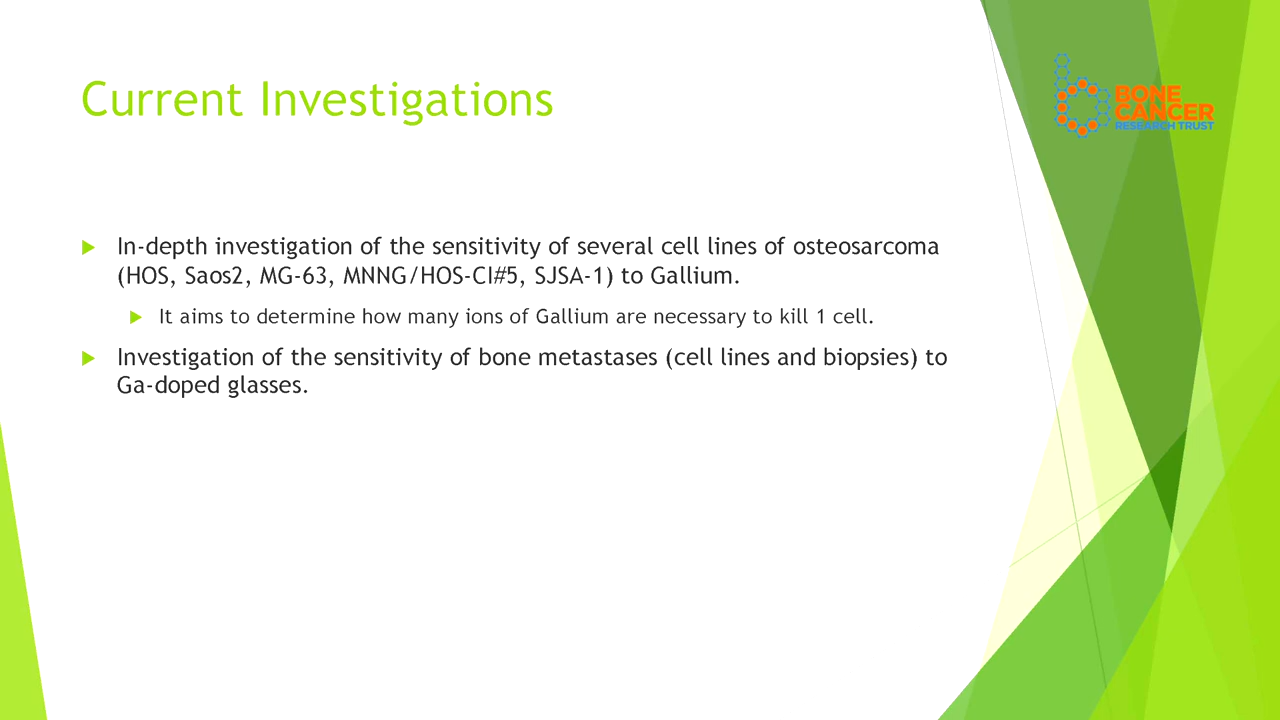 Current Investigations
BONE
CANCER
RESEARCH TRUST
In-depth investigation of the sensitivity of several cell lines of osteosarcoma
(HOS, Saos2, MG-63, MNNG/HOS-CI#5, SJSA-1) to Gallium.
It aims to determine how many ions of Gallium are necessary to kill 1 cell.
Investigation of the sensitivity of bone metastases (cell lines and biopsies) to
Ga-doped glasses.